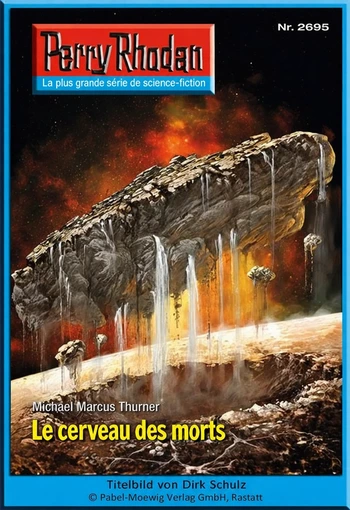 Perry Rhodan
Nr. 2695
La plus grande série de science-fiction
Michael Marcus Thurner
Le cerveau des morts
Titelbild von Dirk Schulz
© Pabel-Moewig Verlag GmbH, Rastatt